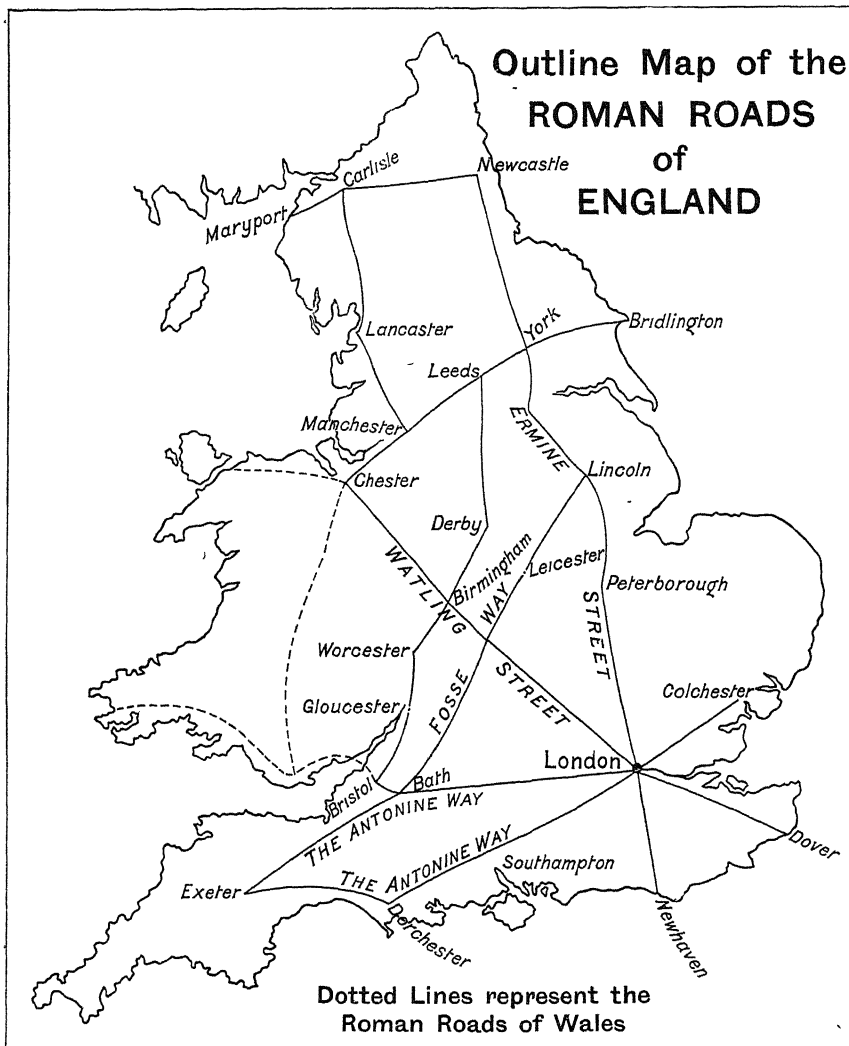 Outline Map of the
ROMAN ROADS
of
ENGLAND
Carlisle
Newcastle
Maryport
Lancaster
York
Bridlington
Leeds
Manchester
ERMINE
Lincoln
Chester
Derby
Birmingham
Leicester
WATLING
WAY
Peterborough
STREET
Worcester
Gloucester
FOSSE
STREET
Colchester
London
Bristol
Bath
THE ANTONINE WAY
THE ANTONINE WAY
Dover
Southampton
Exeter
Dorchester
Newhaven
Dotted Lines represent the
Roman Roads of Wales